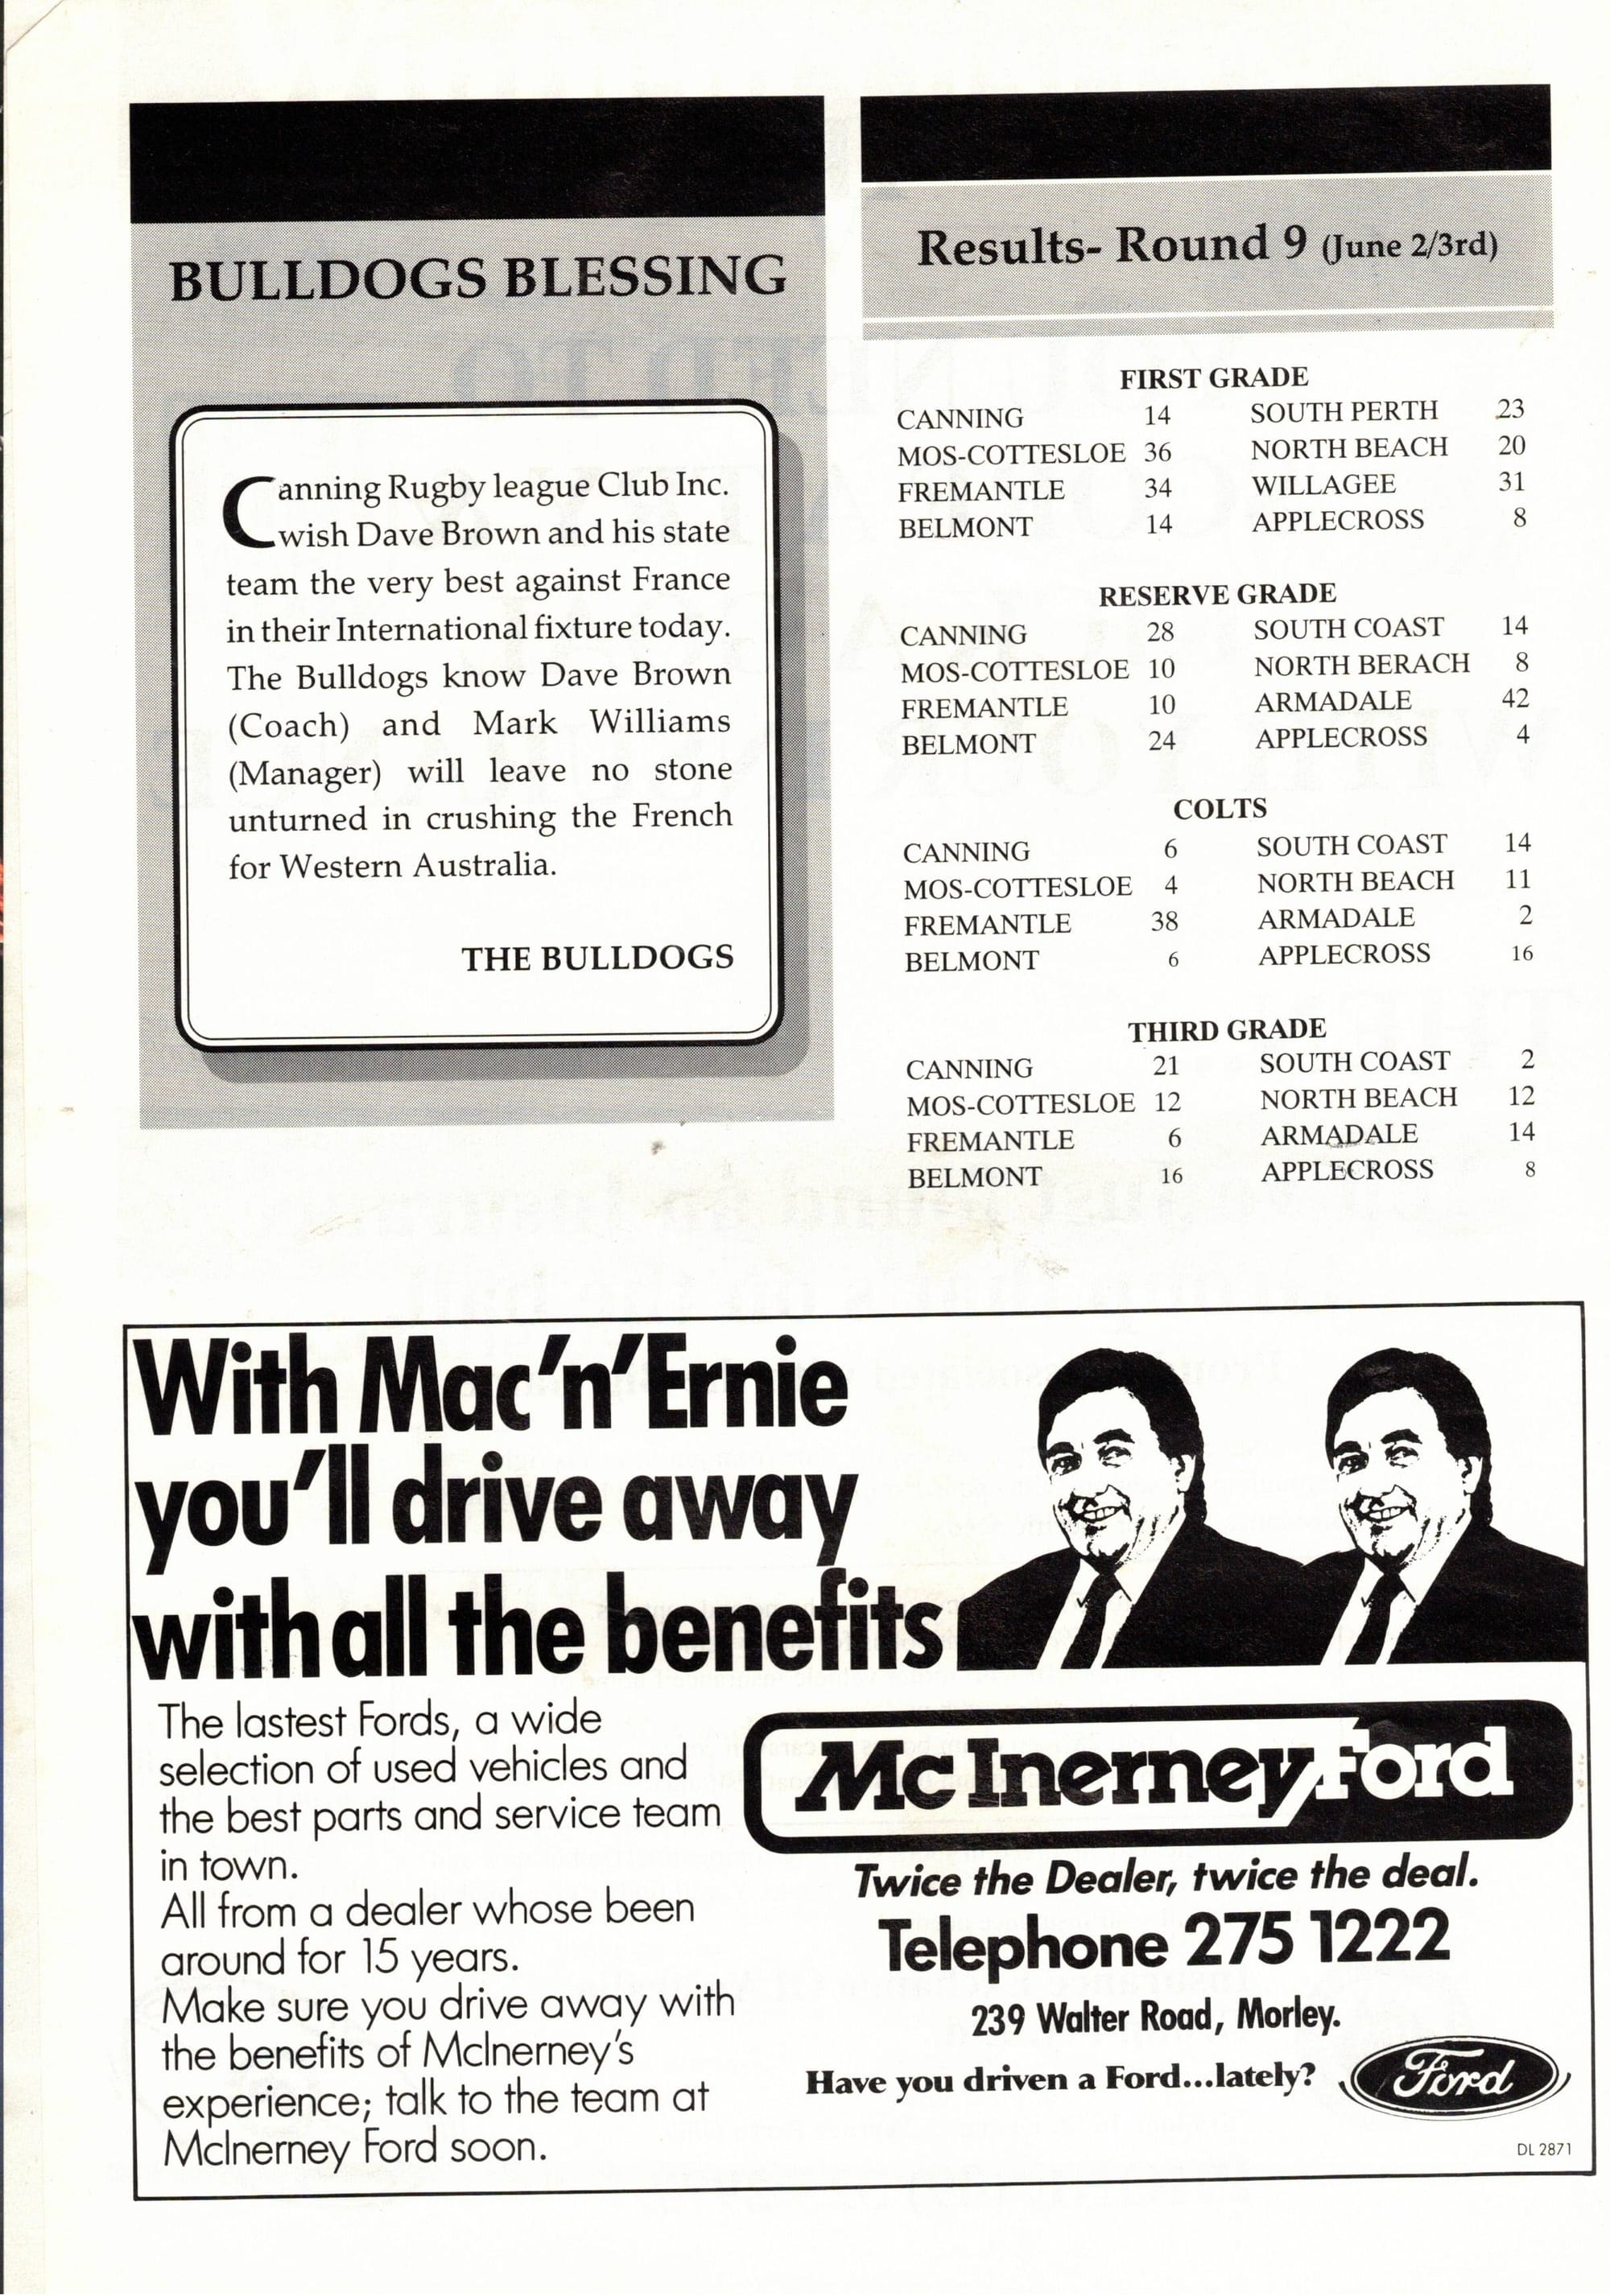 BULLDOGS BLESSING
Canning Rugby league Club Inc.
wish Dave Brown and his state
team the very best against France
in their International fixture today.
The Bulldogs know Dave Brown
(Coach) and Mark Williams
(Manager) will leave no stone
unturned in crushing the French
for Western Australia.
THE BULLDOGS
Results- Round 9 (June 2/3rd)
FIRST GRADE
CANNING 14 SOUTH PERTH 23
MOS-COTTESLOE 36 NORTH BEACH 20
FREMANTLE 34 WILLAGEE 31
BELMONT 14 APPLECROSS 8
RESERVE GRADE
CANNING 28 SOUTH COAST 14
MOS-COTTESLOE 10 NORTH BERACH 8
FREMANTLE 10 ARMADALE 42
BELMONT 24 APPLECROSS 4
COLTS
CANNING 6 SOUTH COAST 14
MOS-COTTESLOE 4 NORTH BEACH 11
FREMANTLE 38 ARMADALE 2
BELMONT 6 APPLECROSS 16
THIRD GRADE
CANNING 21 SOUTH COAST 2
MOS-COTTESLOE 12 NORTH BEACH 12
FREMANTLE 6 ARMADALE 14
BELMONT 16 APPLECROSS 8
With Mac'n'Ernie
you'll drive away
with all the benefits
The lastest Fords, a wide
selection of used vehicles and
the best parts and service team
in town.
All from a dealer whose been
around for 15 years.
Make sure you drive away with
the benefits of McInerney's
experience; talk to the team at
McInerney Ford soon.
Mc Inerney Ford
Twice the Dealer, twice the deal.
Telephone 275 1222
239 Walter Road, Morley.
Have you driven a Ford...lately?
Ford
DL 2871